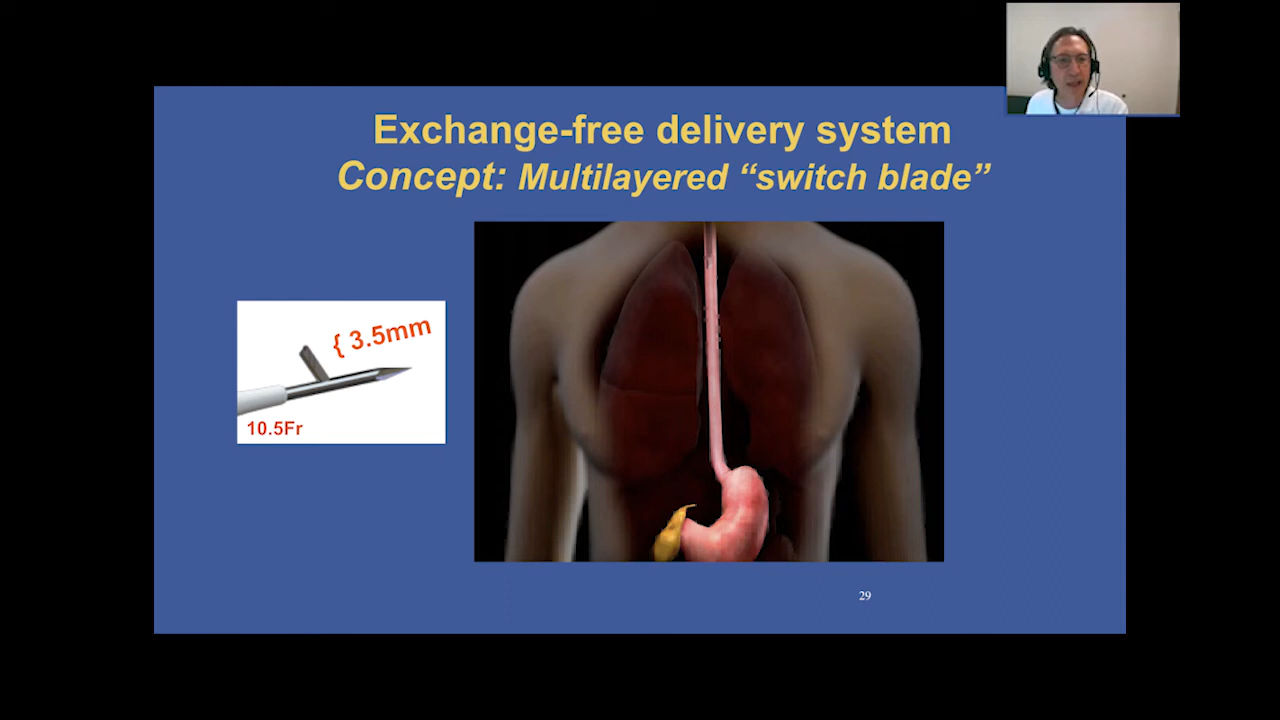 Exchange-free delivery system
Concept: Multilayered “switch blade”
{ 3.5mm
10.5Fr
29